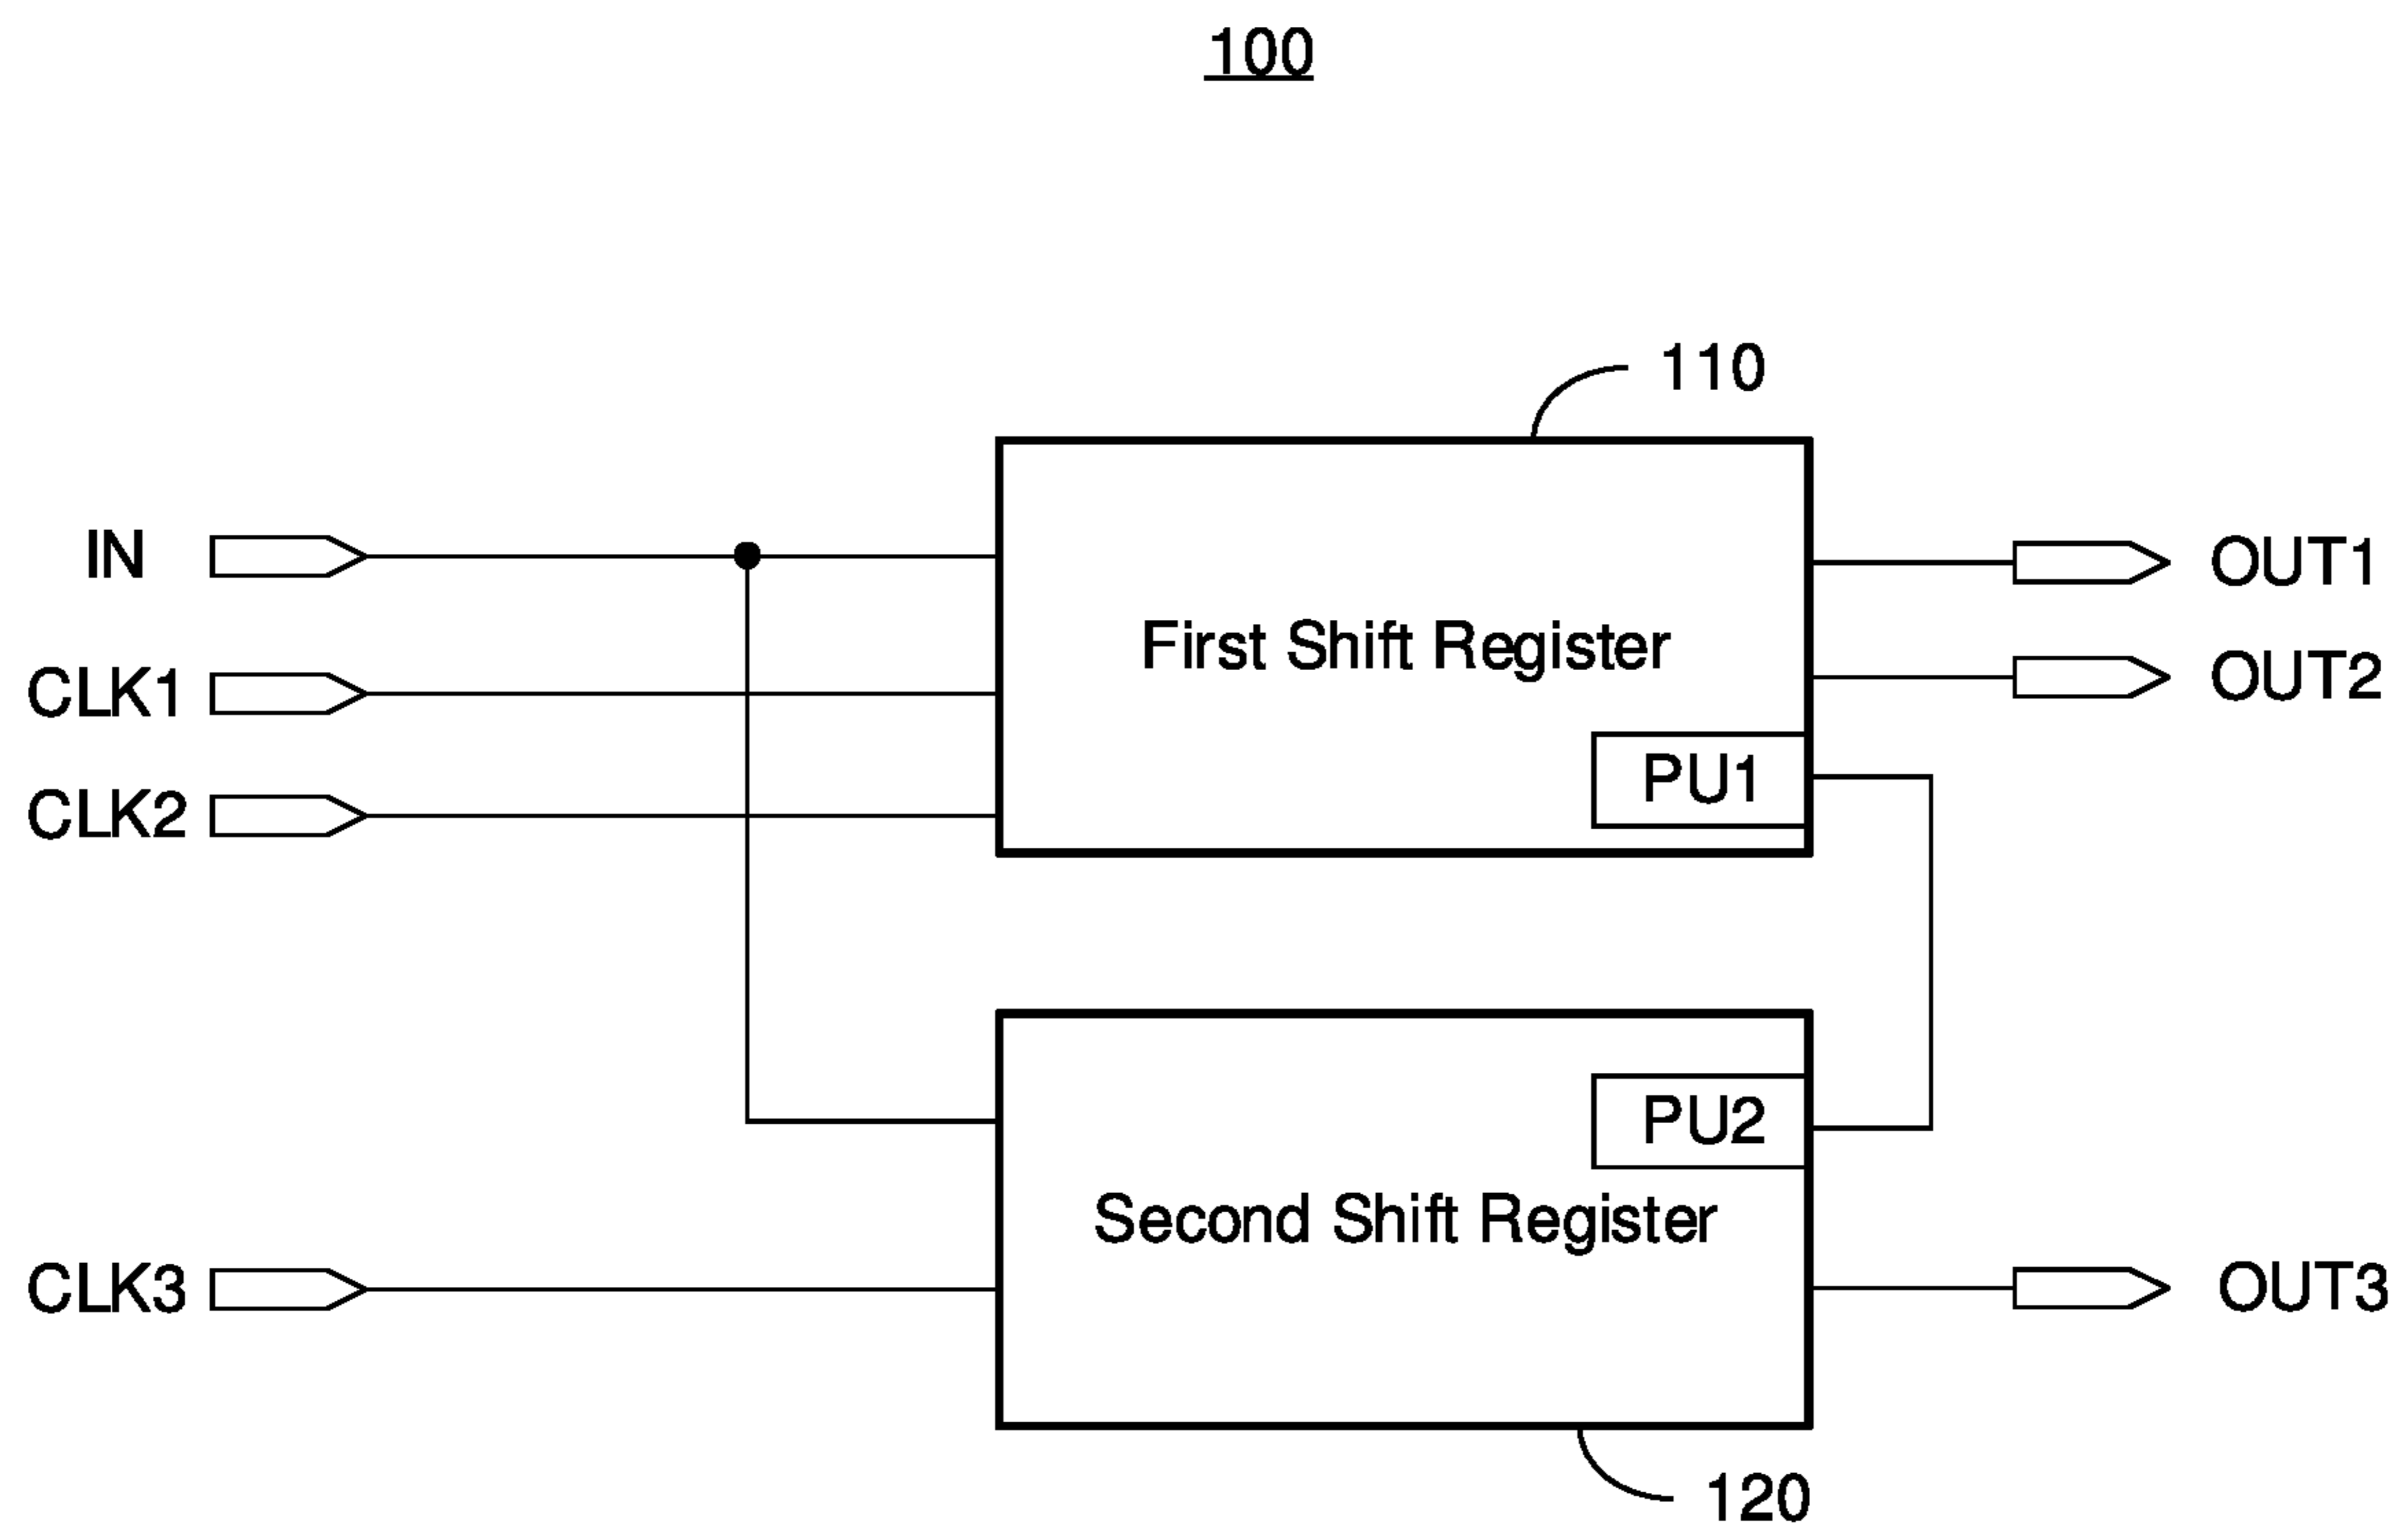 100
110
IN
OUT1
First Shift Register
OUT2
CLK1
PU1
CLK2
PU2
Second Shift Register
CLK3
OUT3
120